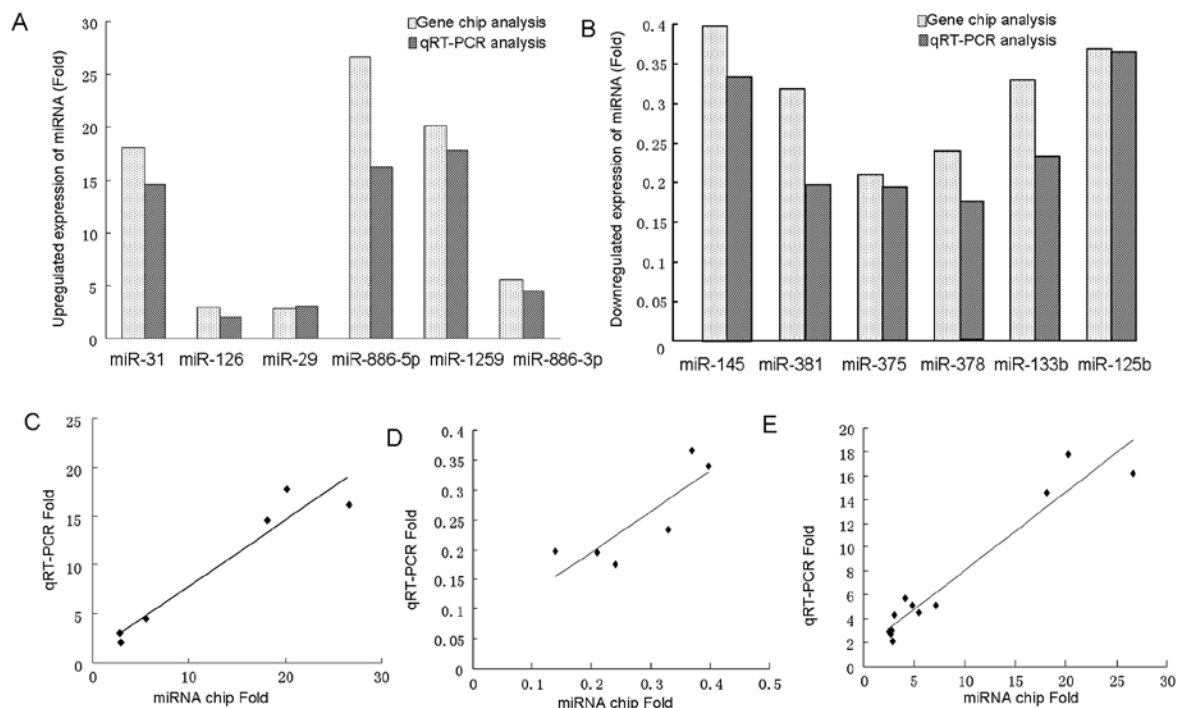 A
Upregulated expression of miRNA (Fold)
30
25
20
15
10
5
0
Gene chip analysis
qRT-PCR analysis
miR-31 miR-126 miR-29 miR-886-5p miR-1259 miR-886-3p
B
Downregulated expression of miRNA (Fold)
0.4
0.35
0.3
0.25
0.2
0.15
0.1
0.05
0
Gene chip analysis
qRT-PCR analysis
miR-145 miR-381 miR-375 miR-378 miR-133b miR-125b
C
qRT-PCR Fold
25
20
15
10
5
0
0 10 20 30
miRNA chip Fold
D
qRT-PCR Fold
0.4
0.35
0.3
0.25
0.2
0.15
0.1
0.05
0
0 0.1 0.2 0.3 0.4 0.5
miRNA chip Fold
E
qRT-PCR Fold
20
18
16
14
12
10
8
6
4
2
0
0 5 10 15 20 25 30
miRNA chip Fold